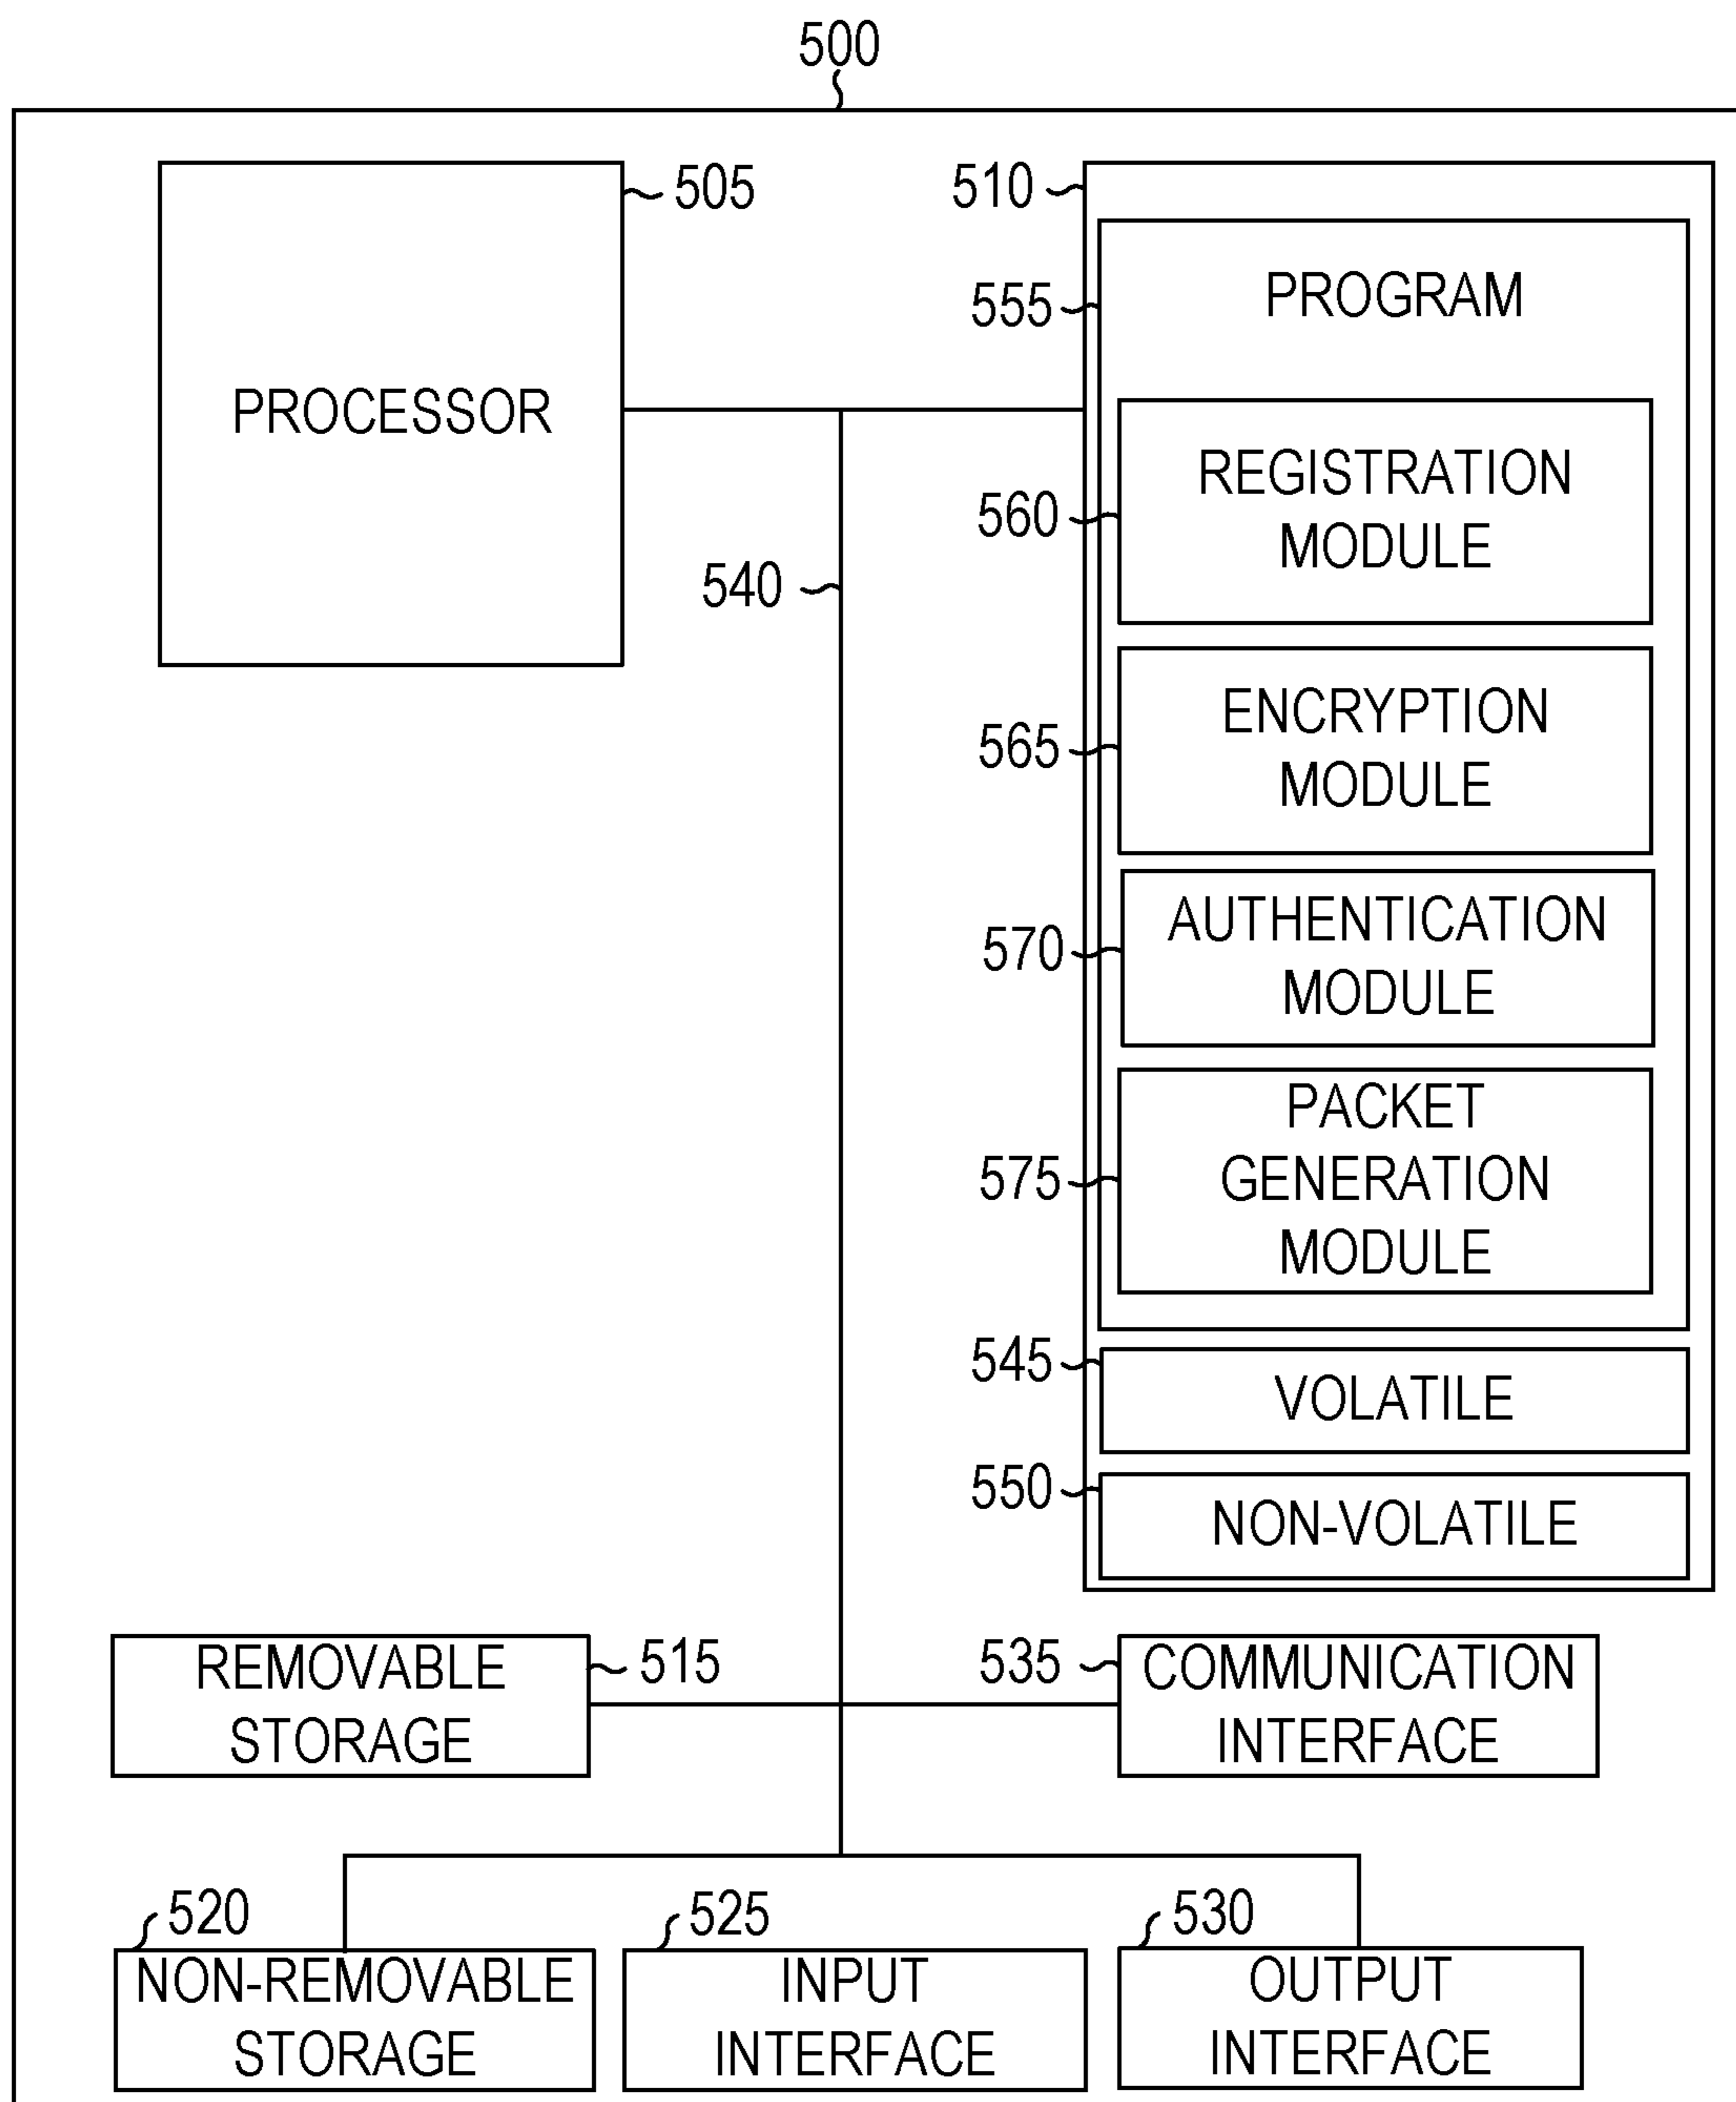 500
505
PROCESSOR
510
555
PROGRAM
560
REGISTRATION
MODULE
540
565
ENCRYPTION
MODULE
570
AUTHENTICATION
MODULE
575
PACKET
GENERATION
MODULE
545
VOLATILE
550
NON-VOLATILE
REMOVABLE
STORAGE
515
535
COMMUNICATION
INTERFACE
520
NON-REMOVABLE
STORAGE
525
INPUT
INTERFACE
530
OUTPUT
INTERFACE